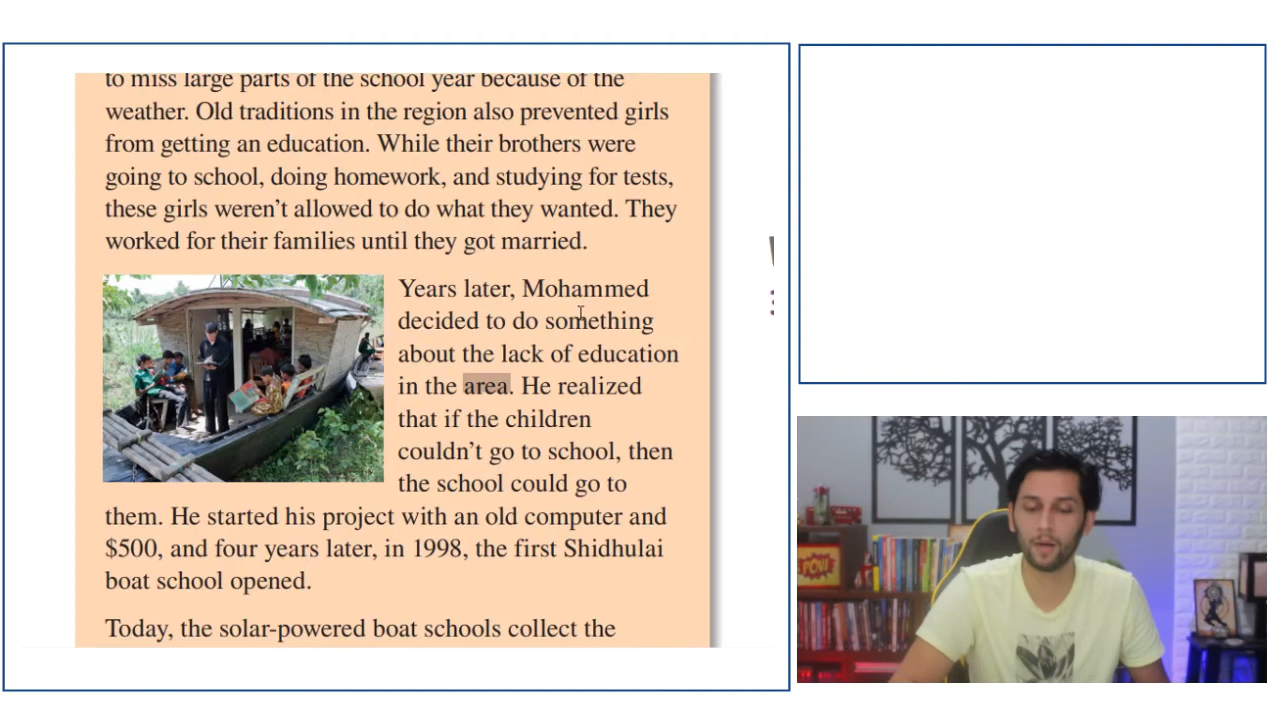 to miss large parts of the school year because of the
weather. Old traditions in the region also prevented girls
from getting an education. While their brothers were
going to school, doing homework, and studying for tests,
these girls weren't allowed to do what they wanted. They
worked for their families until they got married.
Years later, Mohammed
decided to do something
about the lack of education
in the area. He realized
that if the children
couldn't go to school, then
the school could go to
them. He started his project with an old computer and
$500, and four years later, in 1998, the first Shidhulai
boat school opened.
Today, the solar-powered boat schools collect the
POW!